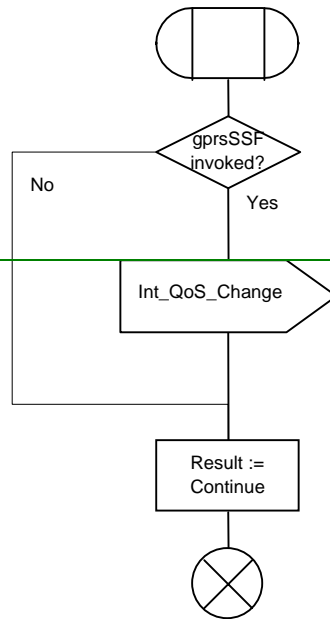 gprsSSF
invoked?
No
Yes
Int_QoS_Change
Result :=
Continue